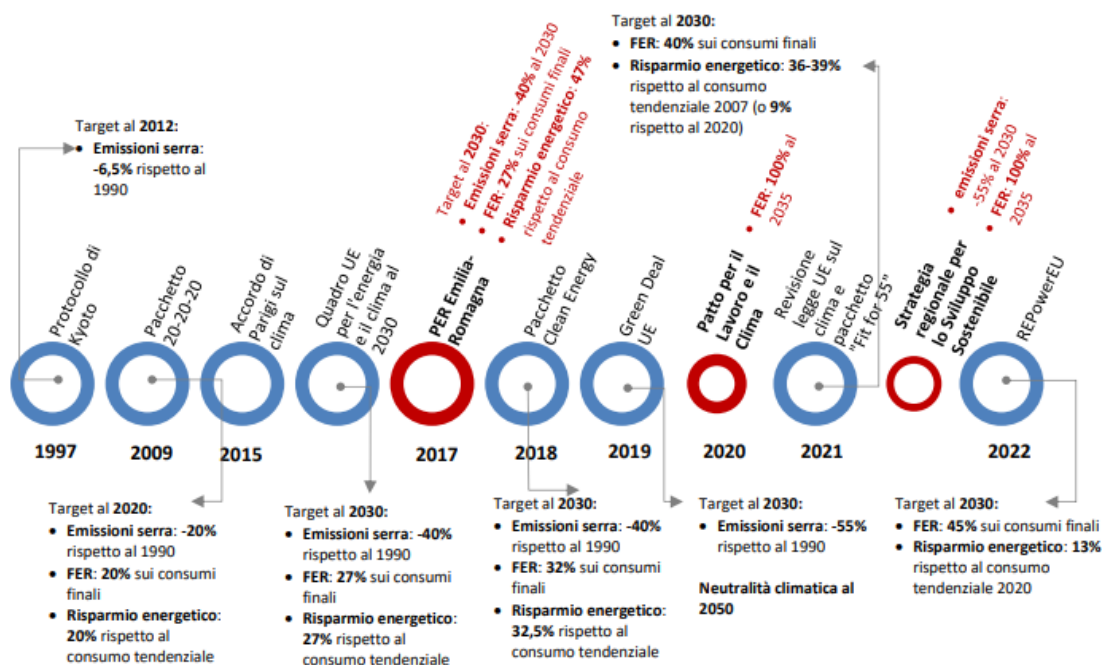 Target al 2012:
• Emissioni serra:
-6,5% rispetto al
1990
Target al 2030:
• Emissioni serra: -40% al 2030
• FER: 27% sui consumi finali
• Risparmio energetico: 47%
rispetto al consumo
tendenziale
Target al 2030:
• FER: 40% sui consumi finali
• Risparmio energetico: 36-39%
rispetto al consumo
tendenziale 2007 (o 9%
rispetto al 2020)
• FER: 100% al
2035
• emissioni serra:
-55% al 2030
• FER: 100% al
2035
Protocollo di
Kyoto
Pacchetto
20-20-20
Accordo di
Parigi sul
clima
Quadro UE
per l'energia
e il clima al
2030
PER Emilia-
Romagna
Pacchetto
Clean Energy
Green Deal
UE
Patto per il
Lavoro e il
Clima
Revisione
legge UE sul
clima e
pacchetto
"Fit for 55"
Strategia
regionale per
lo Sviluppo
Sostenibile
REPowerEU
1997
2009
2015
2017
2018
2019
2020
2021
2022
Target al 2020:
• Emissioni serra: -20%
rispetto al 1990
• FER: 20% sui consumi
finali
• Risparmio energetico:
20% rispetto al
consumo tendenziale
Target al 2030:
• Emissioni serra: -40%
rispetto al 1990
• FER: 27% sui consumi
finali
• Risparmio energetico:
27% rispetto al
consumo tendenziale
Target al 2030:
• Emissioni serra: -40%
rispetto al 1990
• FER: 32% sui consumi
finali
• Risparmio energetico:
32,5% rispetto al
consumo tendenziale
Target al 2030:
• Emissioni serra: -55%
rispetto al 1990
Neutralità climatica al
2050
Target al 2030:
• FER: 45% sui consumi finali
• Risparmio energetico: 13%
rispetto al consumo
tendenziale 2020